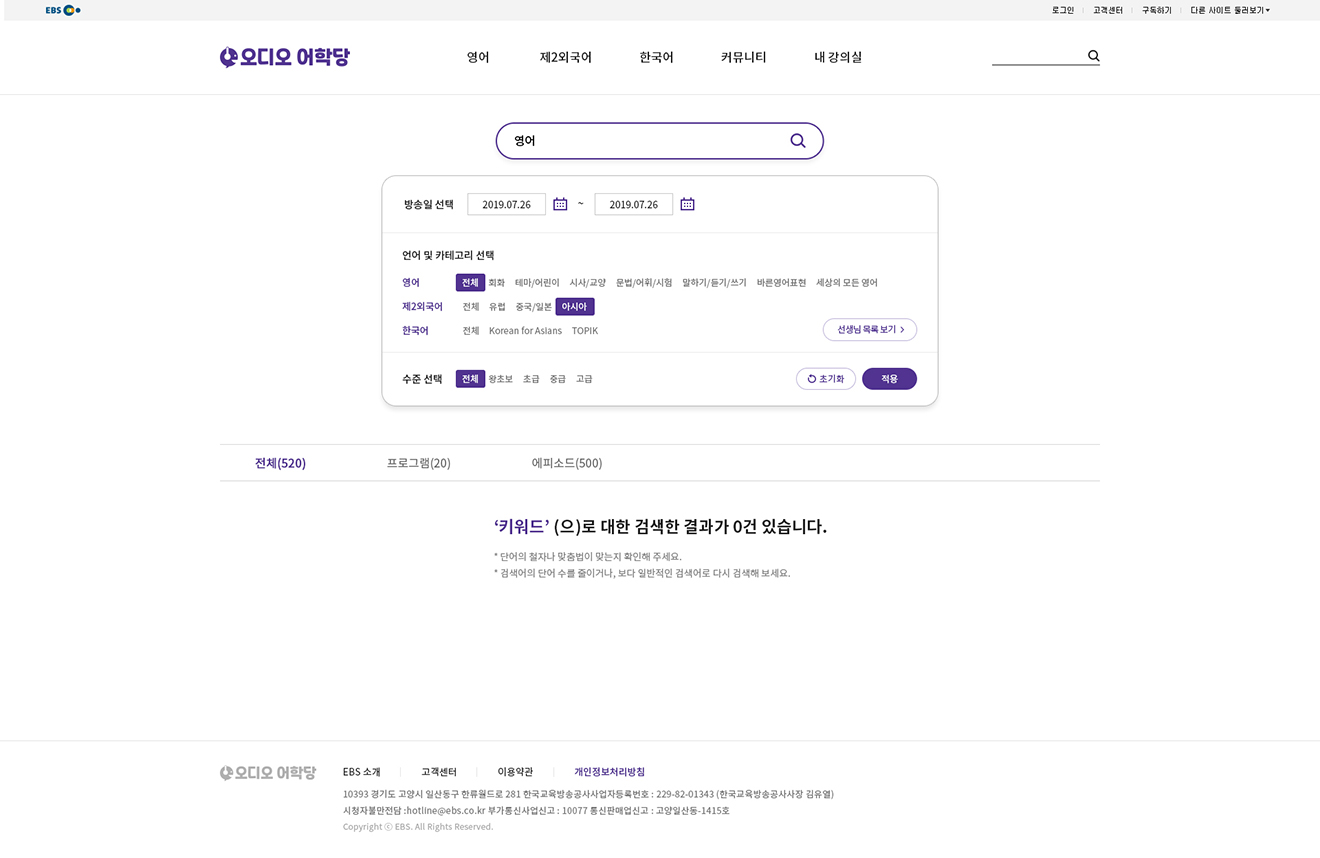 EBS
로그인 고객센터 구독하기 다른 사이트 둘러보기
오디오 어학당 영어 제2외국어 한국어 커뮤니티 내 강의실
영어
방송일 선택 2019.07.26 ~ 2019.07.26
언어 및 카테고리 선택
영어 전체 회화 테마/어린이 시사/교양 문법/어휘/시험 말하기/듣기/쓰기 바른영어표현 세상의 모든 영어
제2외국어 전체 유럽 중국/일본 아시아
한국어 전체 Korean for Asians TOPIK 선생님 목록 보기 >
수준 선택 전체 왕초보 초급 중급 고급 초기화 적용
전체(520) 프로그램(20) 에피소드(500)
‘키워드’ (으)로 대한 검색한 결과가 0건 있습니다.
* 단어의 철자나 맞춤법이 맞는지 확인해 주세요.
* 검색어의 단어 수를 줄이거나, 보다 일반적인 검색어로 다시 검색해 보세요.
오디오 어학당 EBS 소개 고객센터 이용약관 개인정보처리방침
10393 경기도 고양시 일산동구 한류월드로 281 한국교육방송공사사업자등록번호 : 229-82-01343 (한국교육방송공사사장 김유열)
시청자불만전담 :hotline@ebs.co.kr 부가통신사업신고 : 10077 통신판매업신고 : 고양일산동-1415호
Copyright ⓒ EBS. All Rights Reserved.